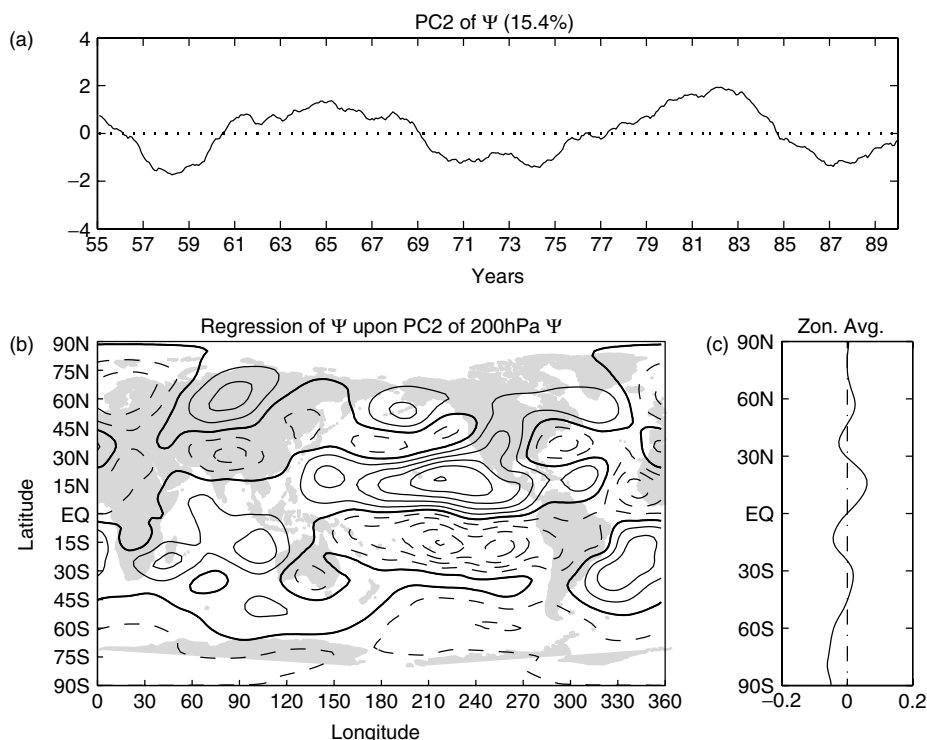 PC2 of Ψ (15.4%)
(a)
4
2
0
−2
−4
55 57 59 61 63 65 67 69 71 73 75 77 79 81 83 85 87 89
Years
Regression of Ψ upon PC2 of 200hPa Ψ
(b)
90N
75N
60N
45N
30N
15N
EQ
15S
30S
45S
60S
75S
90S
Latitude
0 30 60 90 120 150 180 210 240 270 300 330 360
Longitude
Zon. Avg.
(c)
90N
60N
30N
EQ
30S
60S
90S
−0.2 0 0.2